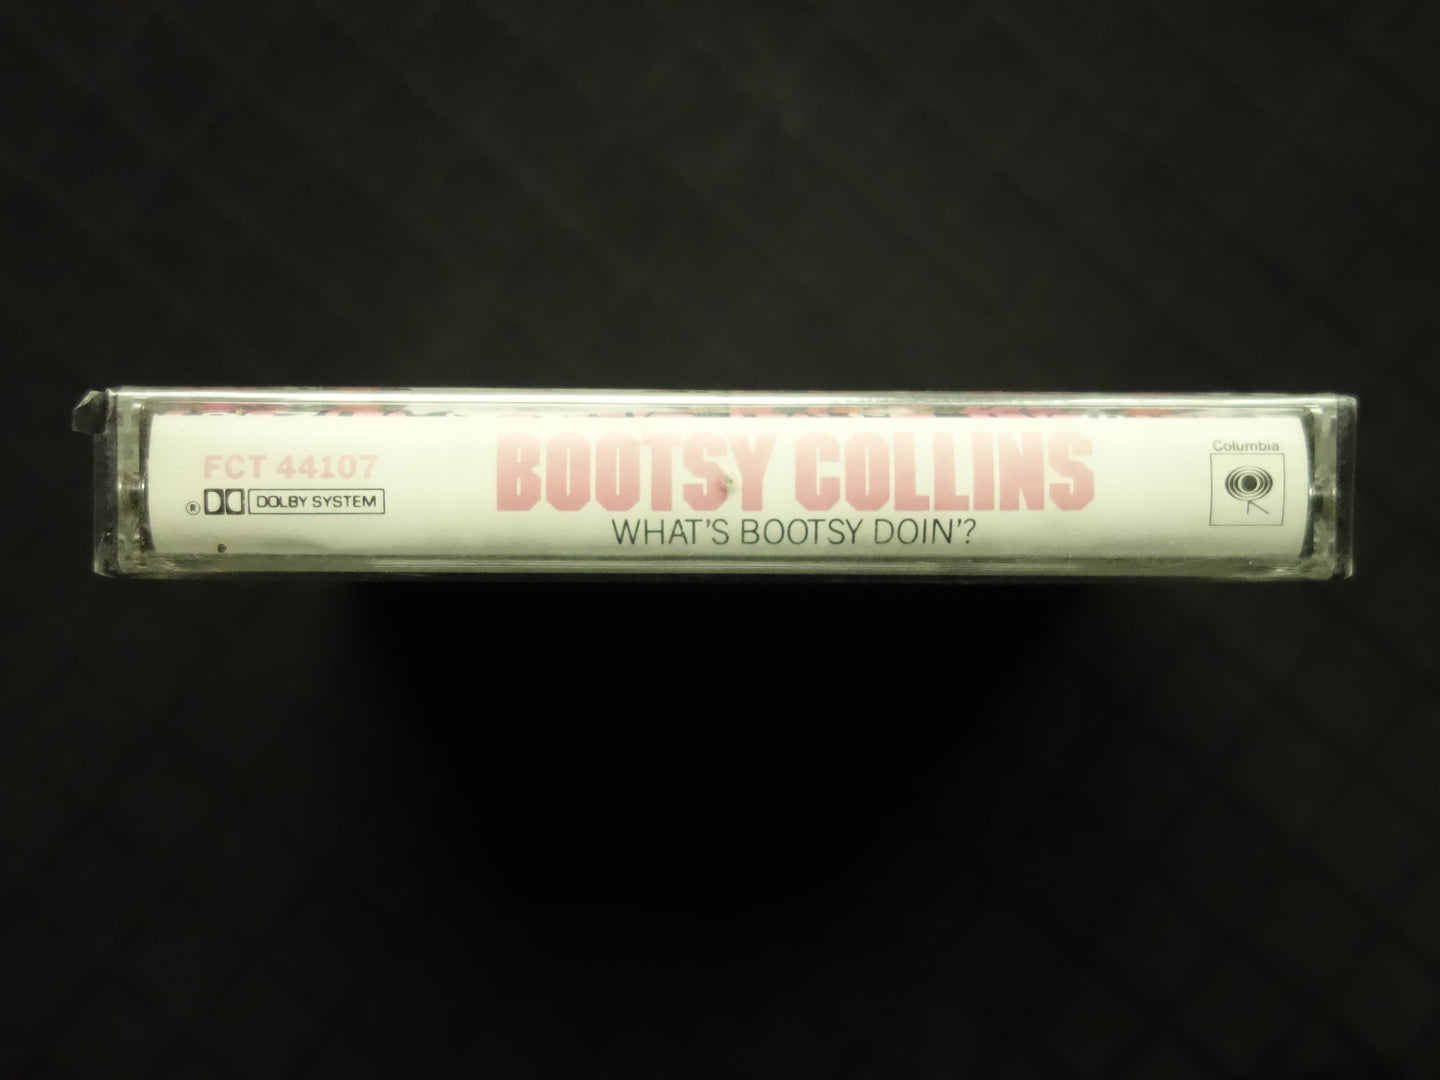 FCT 44107
® DOLBY SYSTEM
BOOTSY COLLINS
WHAT'S BOOTSY DOIN'?
Columbia